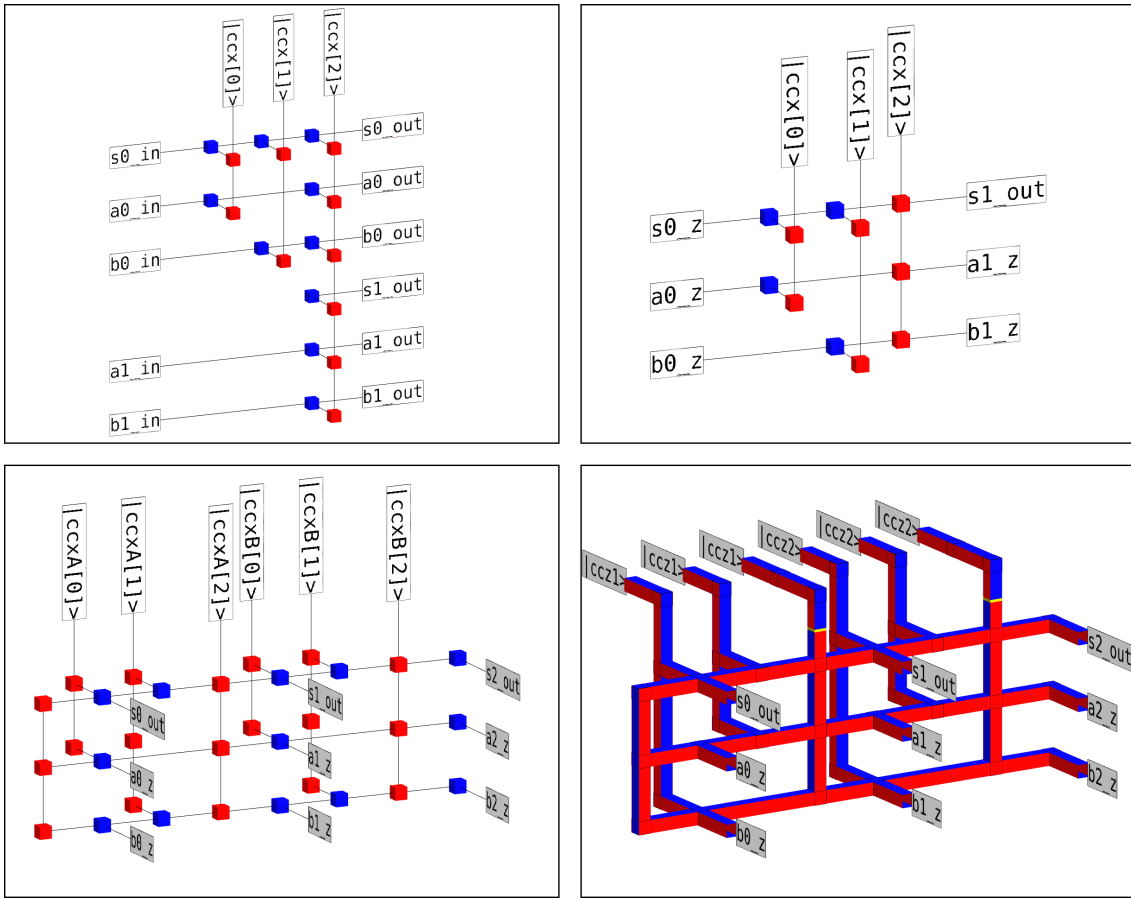 |ccx[0]>
|ccx[1]>
|ccx[2]>
s0_in
s0_out
a0_in
a0_out
b0_in
b0_out
s1_out
a1_in
a1_out
b1_in
b1_out
|ccx[0]>
|ccx[1]>
|ccx[2]>
s0_z
s1_out
a0_z
a1_z
b0_z
b1_z
|ccxA[0]>
|ccxA[1]>
|ccxA[2]>
|ccxB[0]>
|ccxB[1]>
|ccxB[2]>
s0_out
s1_out
s2_out
a0_z
a1_z
a2_z
b0_z
b1_z
b2_z
|ccz1>
|ccz1>
|ccz1>
|ccz2>
|ccz2>
|ccz2>
s0_out
s1_out
s2_out
a0_z
a1_z
a2_z
b0_z
b1_z
b2_z